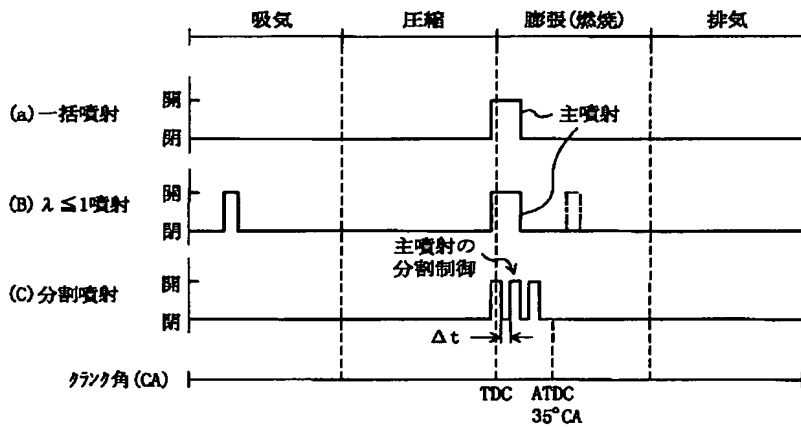 吸気 圧縮 膨張(燃焼) 排気
(a)一括噴射
開
閉
主噴射
(B) λ≦1噴射
開
閉
主噴射の
分割制御
(C)分割噴射
開
閉
Δt
クランク角(CA)
TDC ATDC
35°CA